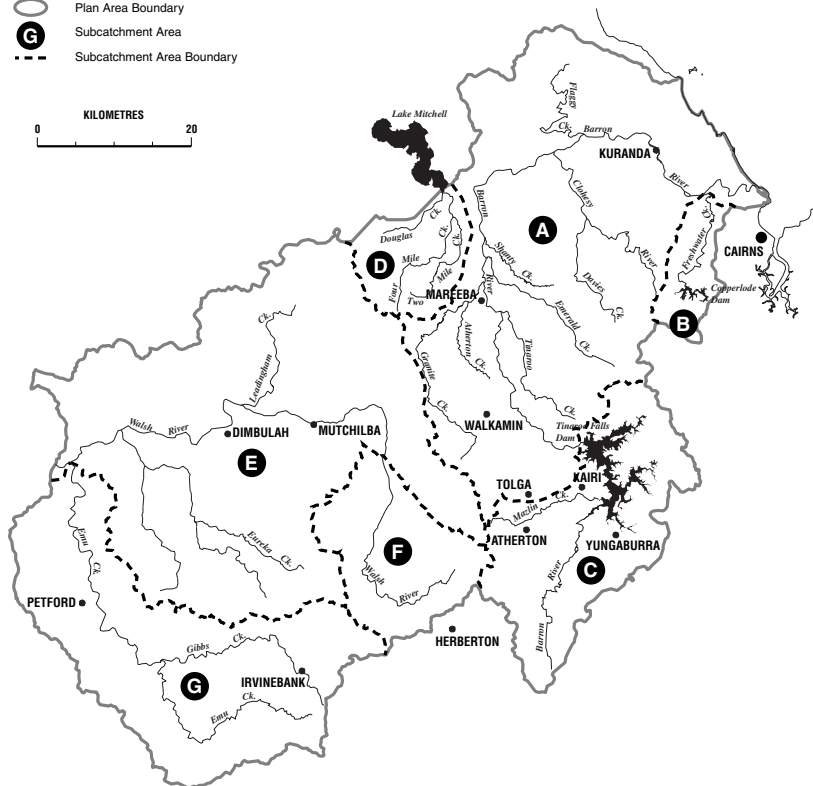 Plan Area Boundary
G Subcatchment Area
Subcatchment Area Boundary
KILOMETRES
0 20
Lake Mitchell
Flaggy
Ck.
Barron
KURANDA
River
Barron
Clohesy
A
River
Freshwater Ck.
CAIRNS
Douglas Ck.
D
Four Mile Ck.
Two Mile Ck.
Shanty
Ck.
Davies
Ck.
Copperlode
Dam
B
MAREEBA
River
Emerald
Ck.
Atherton
Ck.
Tinaroo
Ck.
Granite
Ck.
Leadingham Ck.
Walsh River
DIMBULAH
MUTCHILBA
WALKAMIN
Tinaroo Falls
Dam
E
TOLGA
KAIRI
Mazlin Ck.
ATHERTON
YUNGABURRA
Emu
Ck.
Eureka
Ck.
F
Walsh
River
C
River
Barron
PETFORD
HERBERTON
Gibbs Ck.
G
IRVINEBANK
Emu Ck.